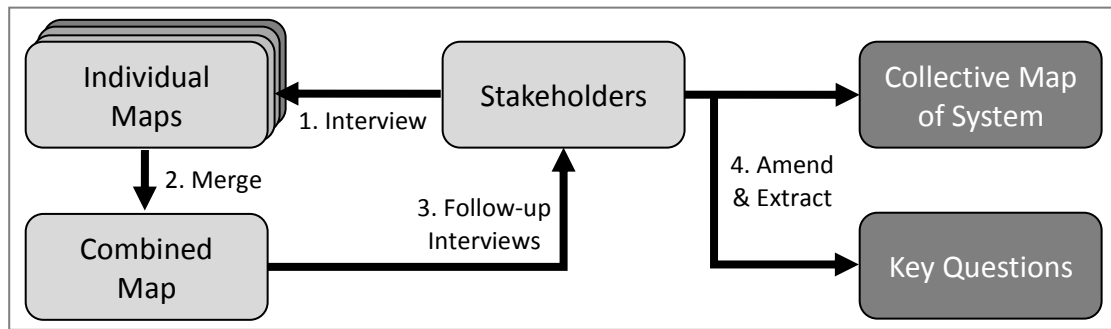 Individual
Maps
Stakeholders
Collective Map
of System
1. Interview
2. Merge
3. Follow-up
Interviews
4. Amend
& Extract
Combined
Map
Key Questions